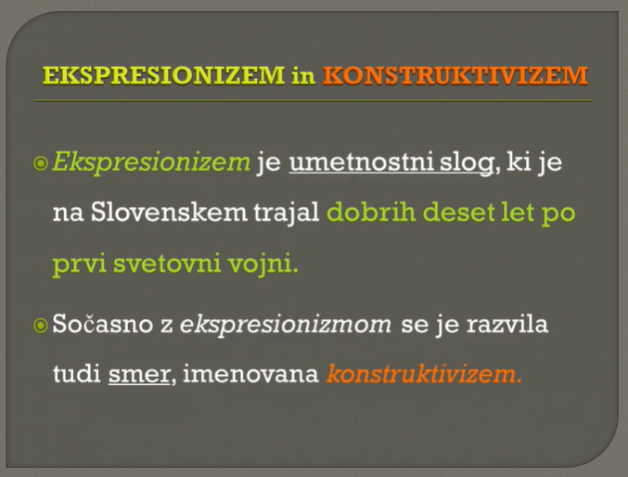 EKSPRESIONIZEM in KONSTRUKTIVIZEM
Ekspresionizem je umetnostni slog, ki je
na Slovenskem trajal dobrih deset let po
prvi svetovni vojni.
Sočasno z ekspresionizmom se je razvila
tudi smer, imenovana konstruktivizem.